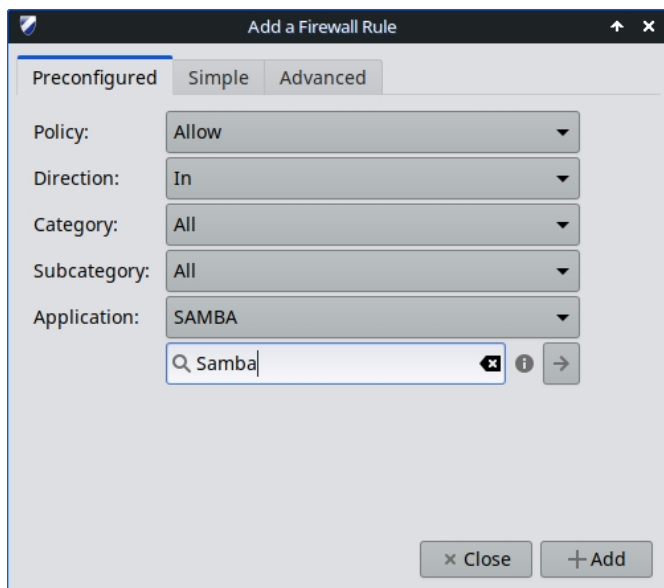 Add a Firewall Rule
Preconfigured Simple Advanced
Policy: Allow
Direction: In
Category: All
Subcategory: All
Application: SAMBA
Samba
Close Add